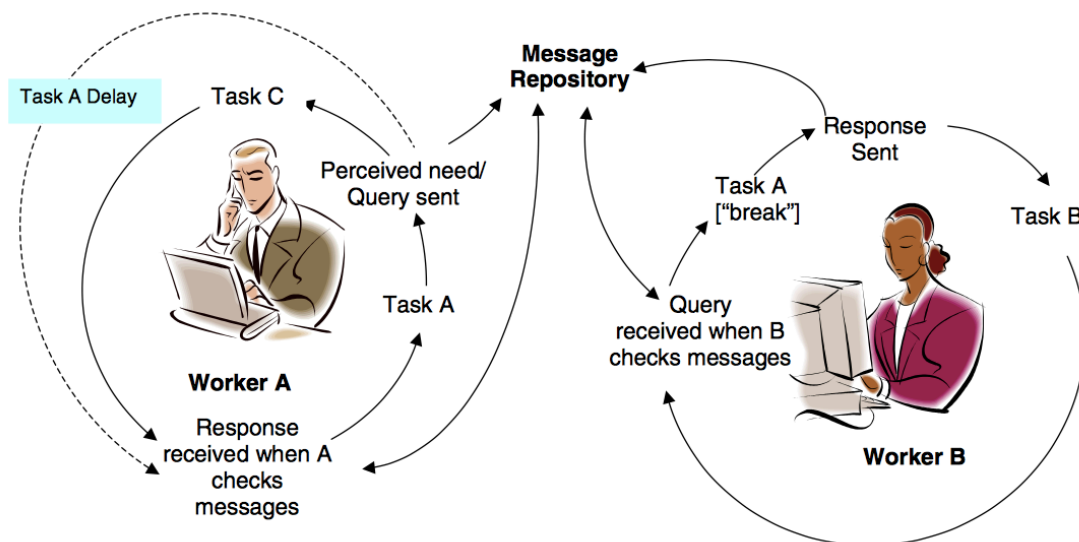 Message
Repository
Task A Delay
Task C
Perceived need/
Query sent
Task A
Worker A
Response
received when A
checks
messages
Response
Sent
Task A
[“break”]
Task B
Query
received when B
checks messages
Worker B